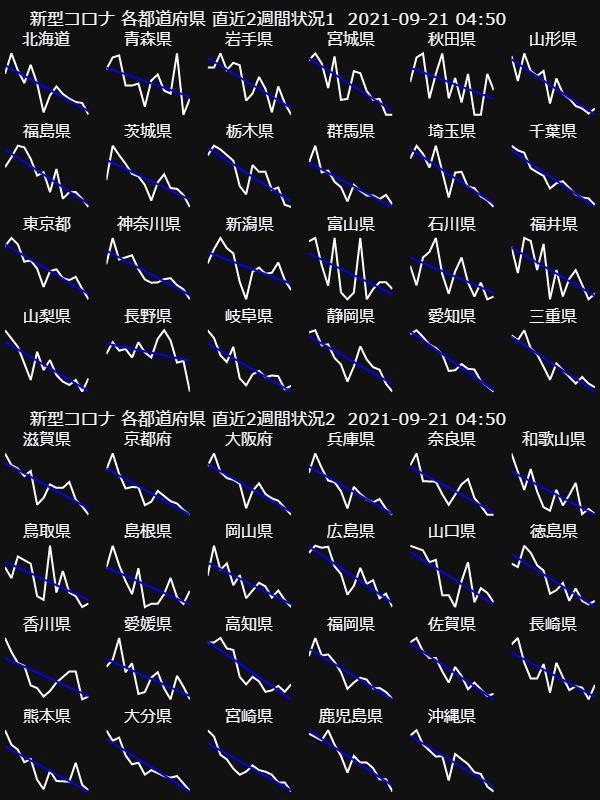 新型コロナ 各都道府県 直近2週間状況1 2021-09-21 04:50
北海道 青森県 岩手県 宮城県 秋田県 山形県
福島県 茨城県 栃木県 群馬県 埼玉県 千葉県
東京都 神奈川県 新潟県 富山県 石川県 福井県
山梨県 長野県 岐阜県 静岡県 愛知県 三重県
新型コロナ 各都道府県 直近2週間状況2 2021-09-21 04:50
滋賀県 京都府 大阪府 兵庫県 奈良県 和歌山県
鳥取県 島根県 岡山県 広島県 山口県 徳島県
香川県 愛媛県 高知県 福岡県 佐賀県 長崎県
熊本県 大分県 宮崎県 鹿児島県 沖縄県